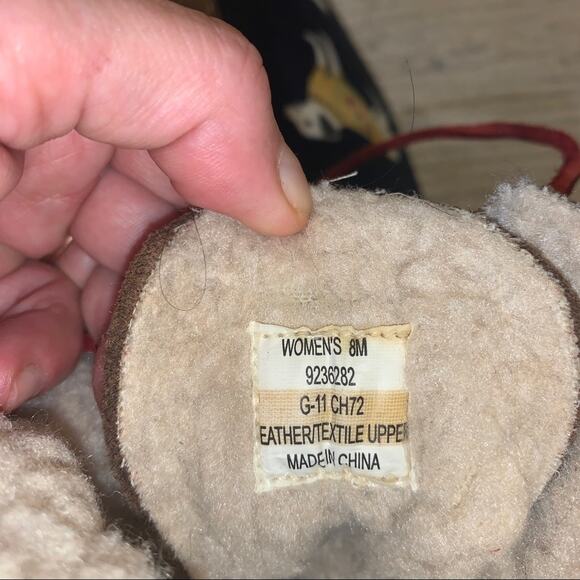 WOMEN'S 8M
9236282
G-11 CH72
EATHER/TEXTILE UPPER
MADE IN CHINA